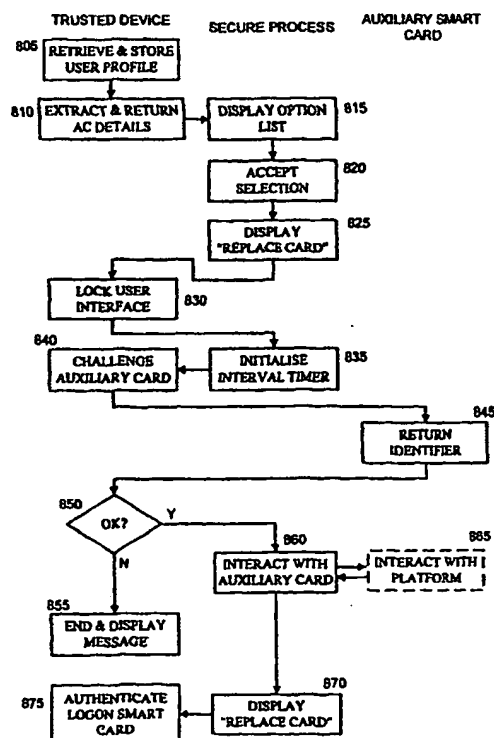 TRUSTED DEVICE
SECURE PROCESS
AUXILIARY SMART
CARD
805
RETRIEVE & STORE
USER PROFILE
810
EXTRACT & RETURN
AC DETAILS
815
DISPLAY OPTION
LIST
820
ACCEPT
SELECTION
825
DISPLAY
"REPLACE CARD"
LOCK USER
INTERFACE
830
840
CHALLENGE
AUXILIARY CARD
INITIALISE
INTERVAL TIMER
835
845
RETURN
IDENTIFIER
850
OK?
Y
N
860
INTERACT WITH
AUXILIARY CARD
865
INTERACT WITH
PLATFORM
855
END & DISPLAY
MESSAGE
870
DISPLAY
"REPLACE CARD"
875
AUTHENTICATE
LOGON SMART
CARD